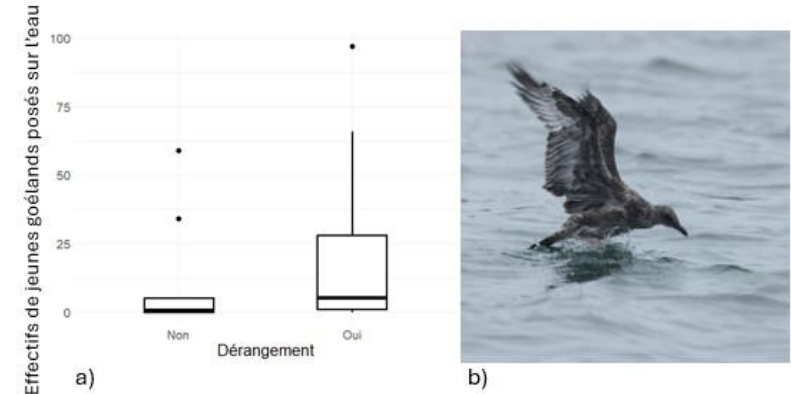 Effectifs de jeunes goélands posés sur l'eau
100
75
50
25
0
Non
Oui
Dérangement
a)
b)